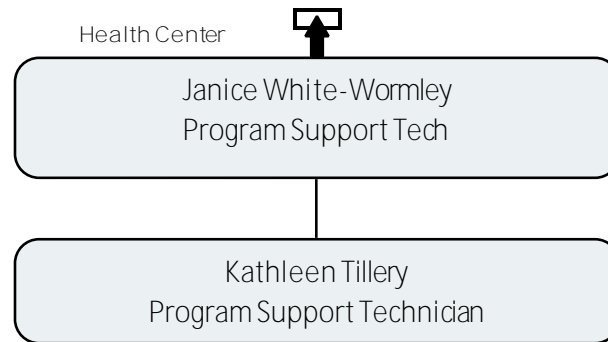 Health Center
Janice White-Wormley
Program Support Tech
Kathleen Tillery
Program Support Technician